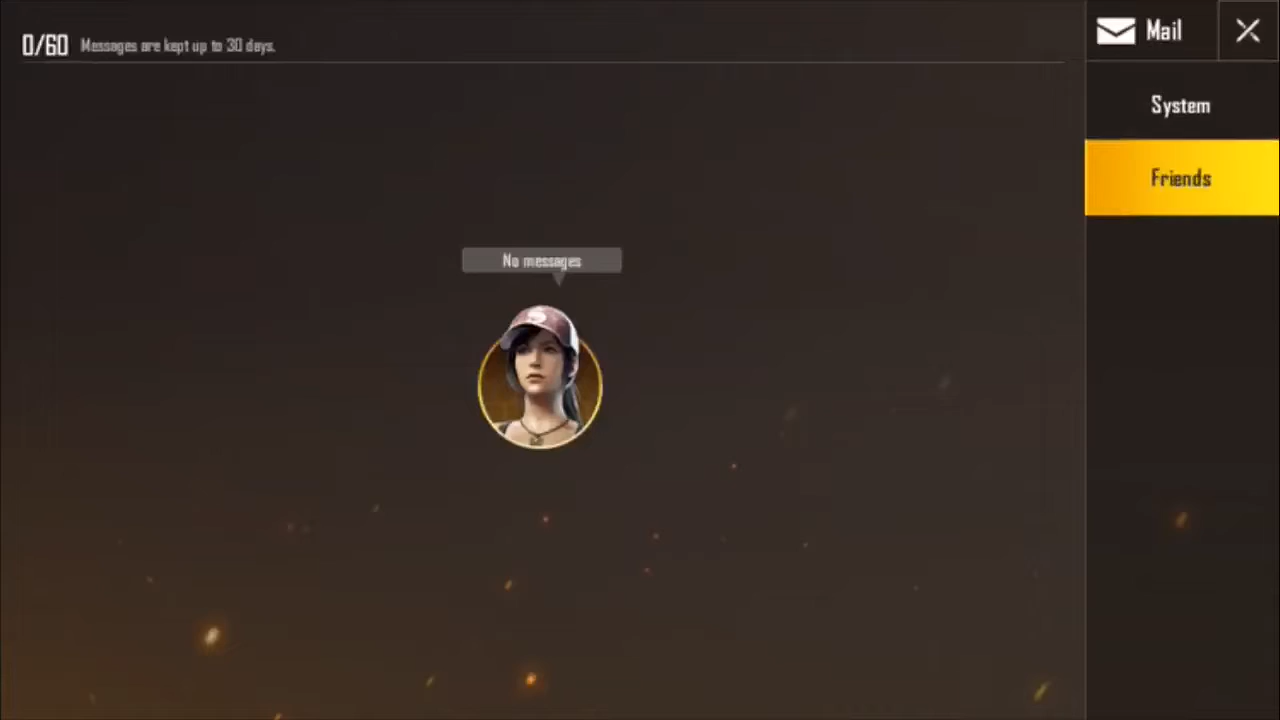 0/60 Messages are kept up to 30 days.
Mail
System
Friends
No messages